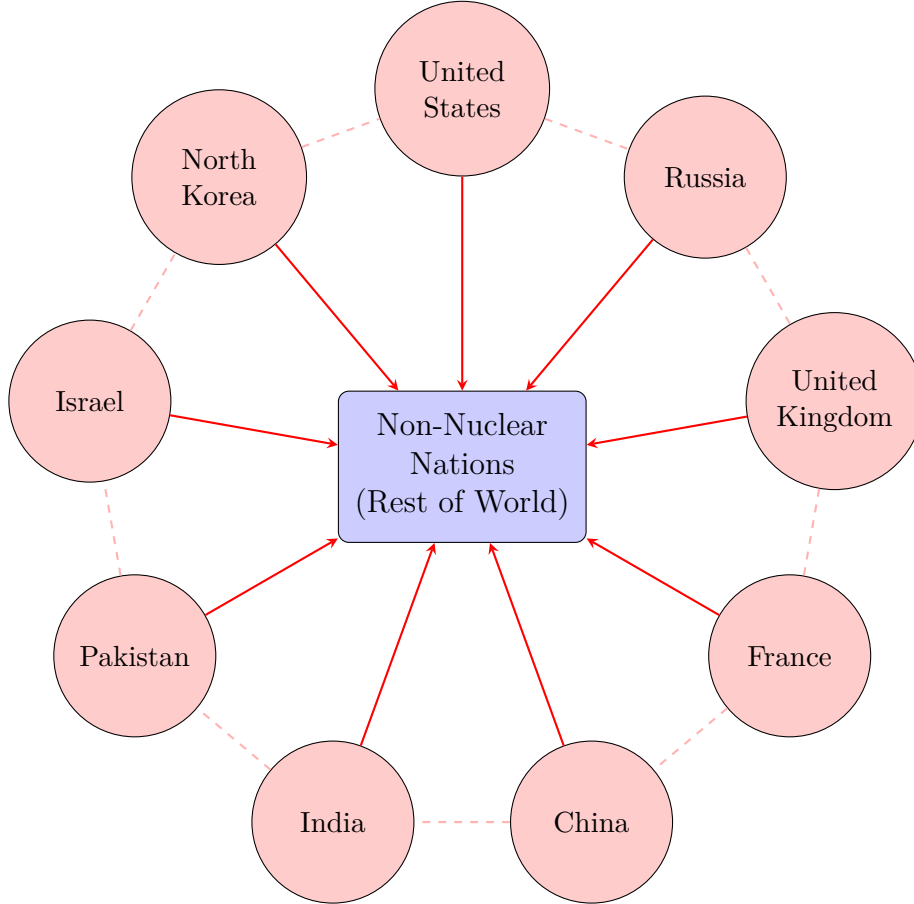 United
States
North
Korea
Russia
Israel
United
Kingdom
Non-Nuclear
Nations
(Rest of World)
Pakistan
France
India
China